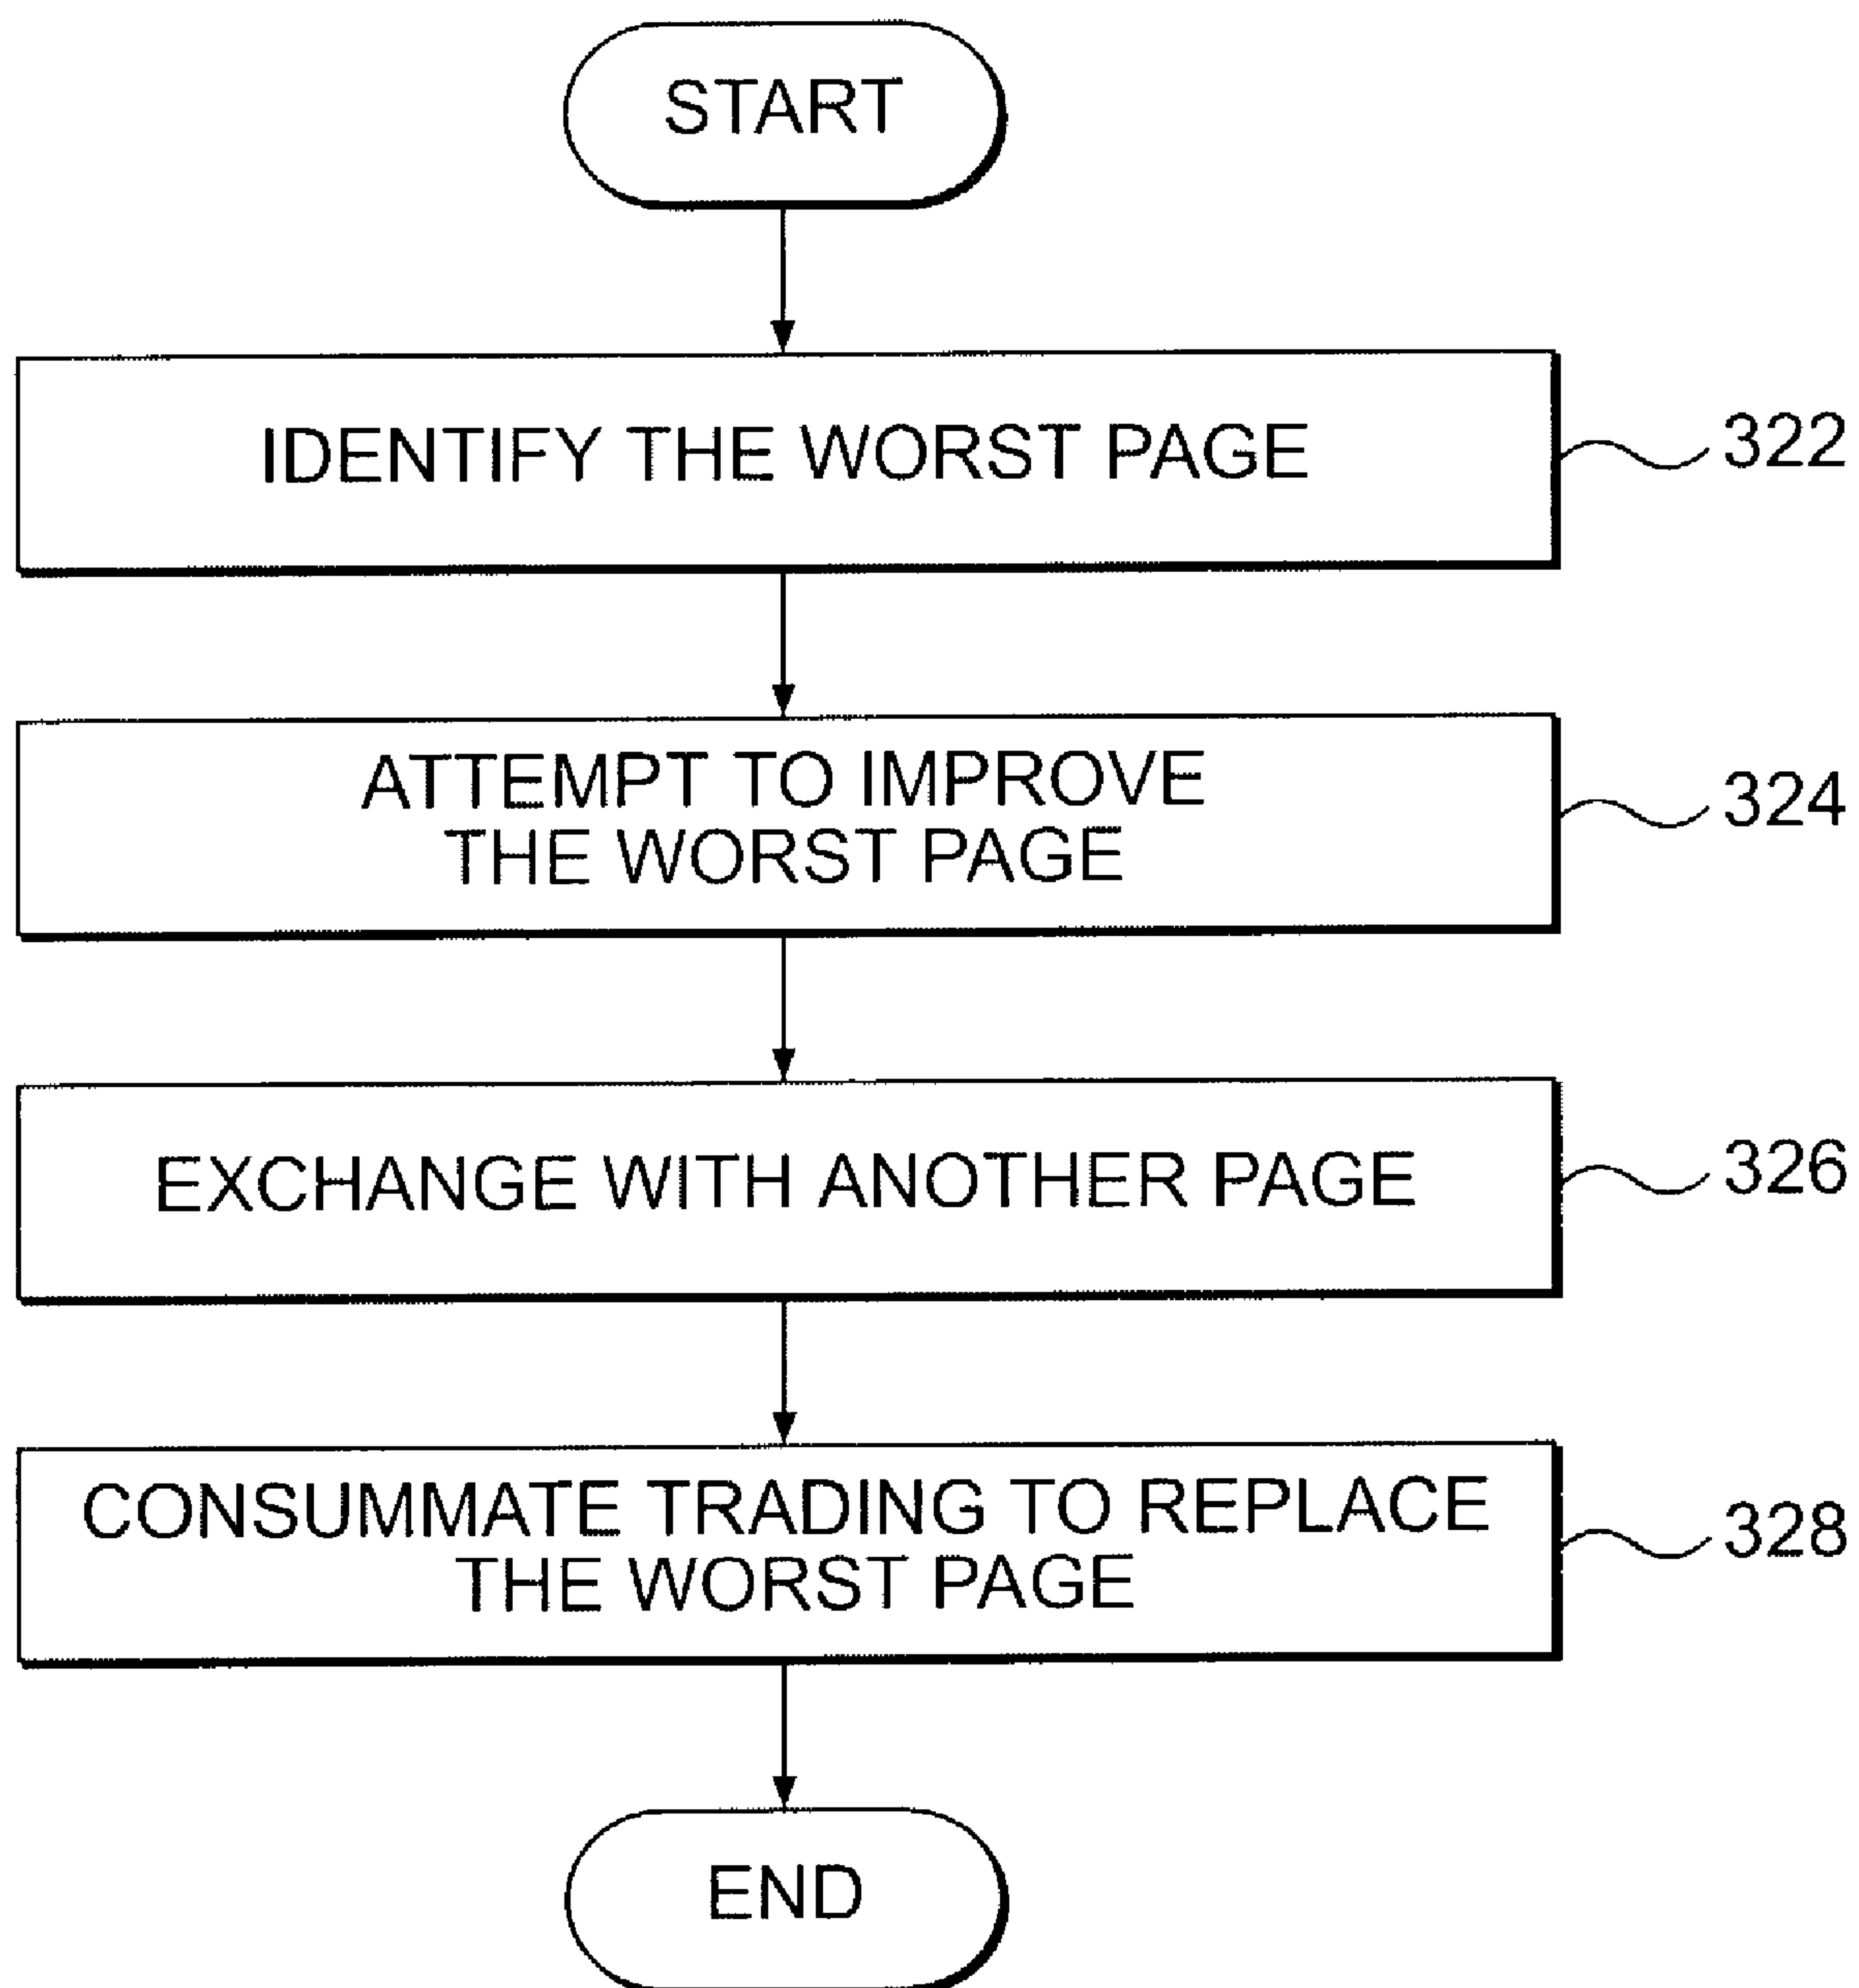 START
IDENTIFY THE WORST PAGE
322
ATTEMPT TO IMPROVE
THE WORST PAGE
324
EXCHANGE WITH ANOTHER PAGE
326
CONSUMMATE TRADING TO REPLACE
THE WORST PAGE
328
END